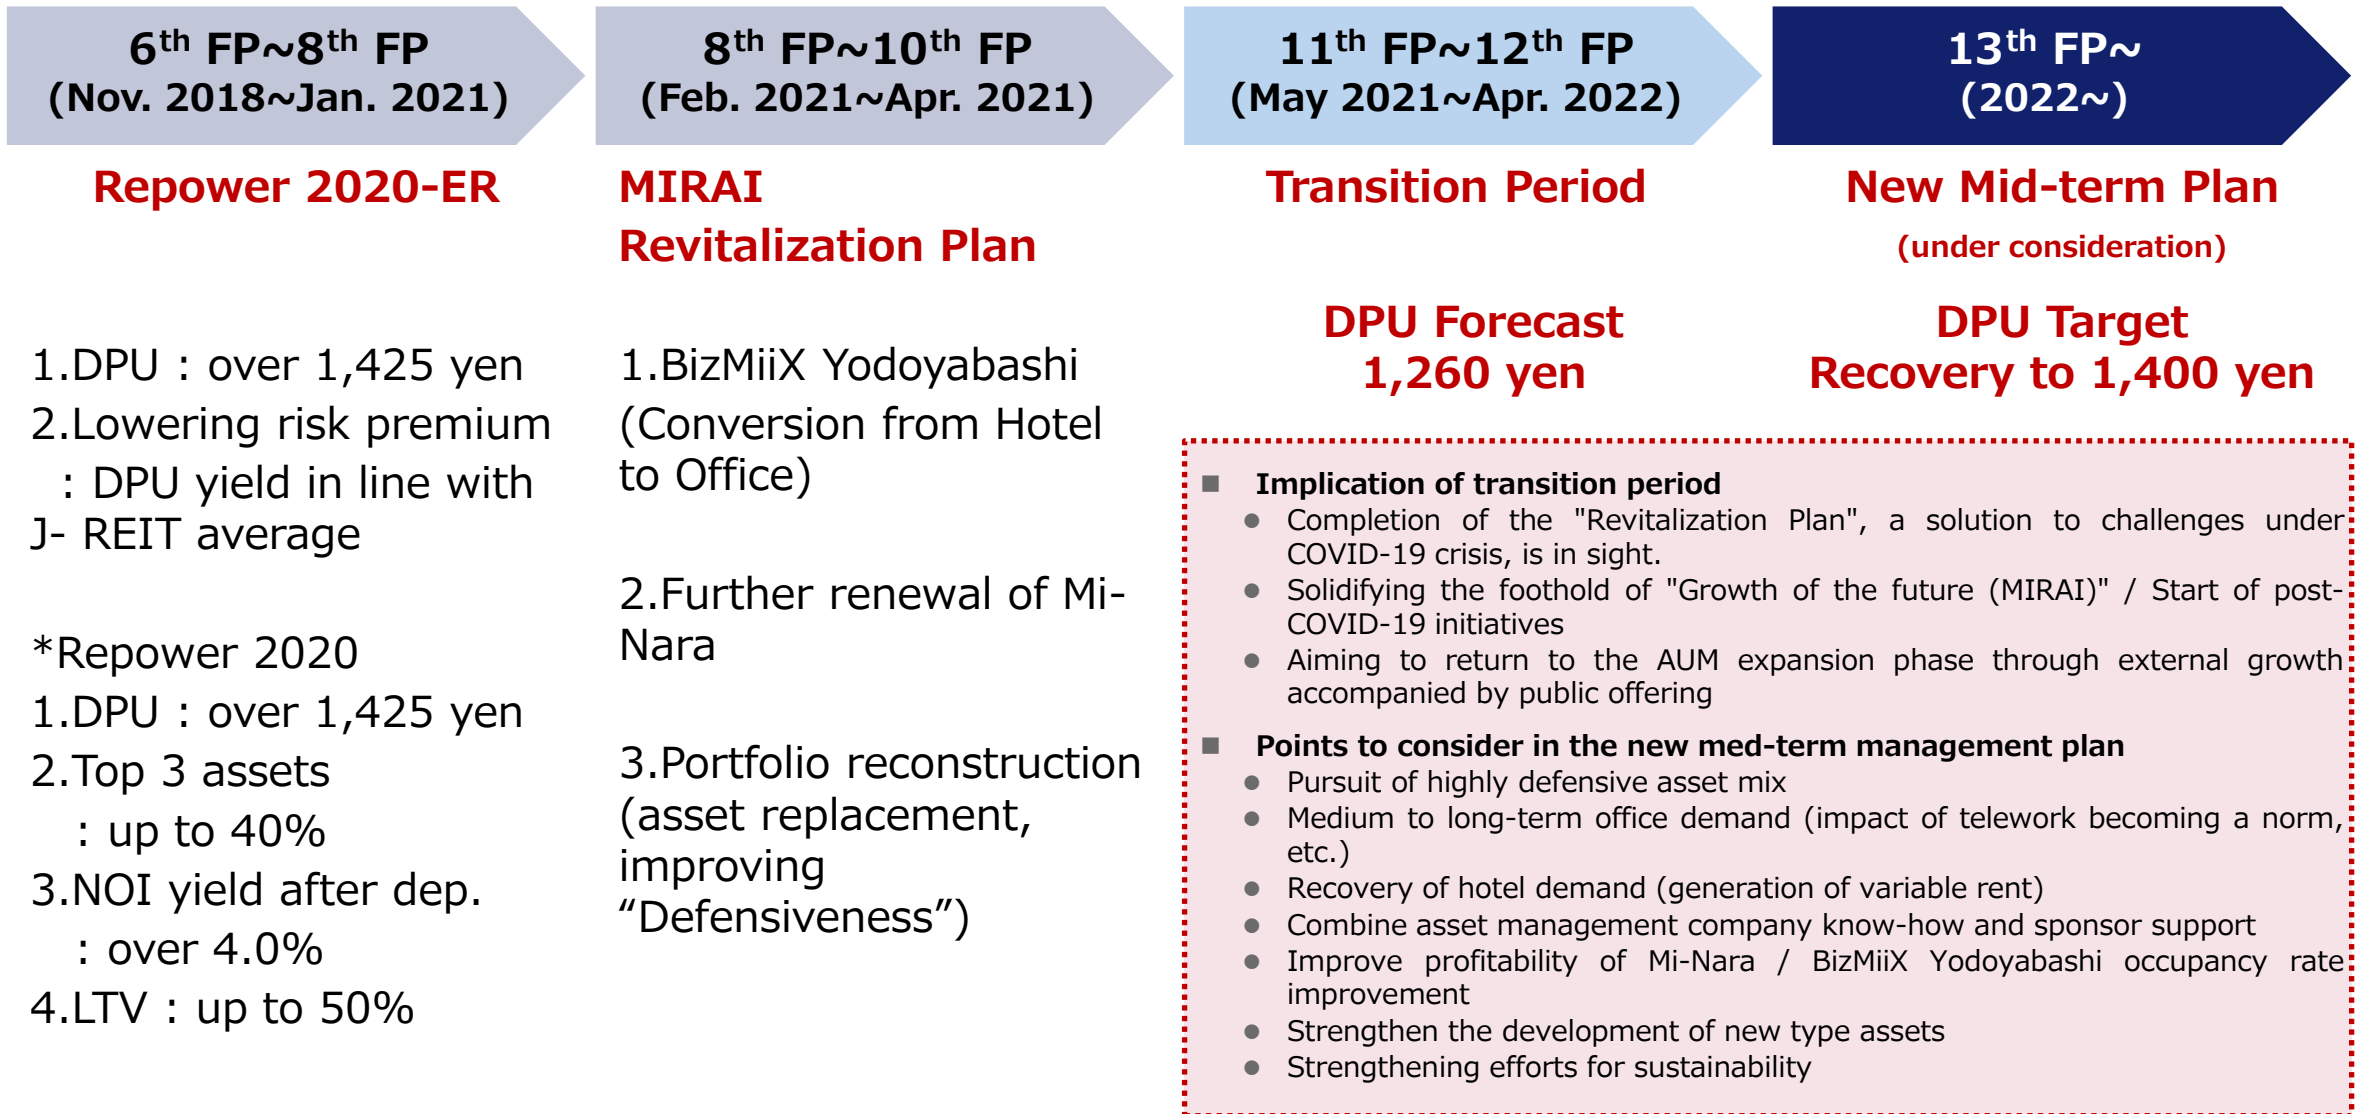 6th FP~8th FP
(Nov. 2018~Jan. 2021)
Repower 2020-ER
1.DPU : over 1,425 yen
2.Lowering risk premium
: DPU yield in line with
J- REIT average
*Repower 2020
1.DPU : over 1,425 yen
2.Top 3 assets
: up to 40%
3.NOI yield after dep.
: over 4.0%
4.LTV : up to 50%
8th FP~10th FP
(Feb. 2021~Apr. 2021)
MIRAI
Revitalization Plan
1.BizMiiX Yodoyabashi
(Conversion from Hotel
to Office)
2.Further renewal of Mi-
Nara
3.Portfolio reconstruction
(asset replacement,
improving
“Defensiveness”)
11th FP~12th FP
(May 2021~Apr. 2022)
Transition Period
DPU Forecast
1,260 yen
13th FP~
(2022~)
New Mid-term Plan
(under consideration)
DPU Target
Recovery to 1,400 yen
■ Implication of transition period
● Completion of the "Revitalization Plan", a solution to challenges under
COVID-19 crisis, is in sight.
● Solidifying the foothold of "Growth of the future (MIRAI)" / Start of post-
COVID-19 initiatives
● Aiming to return to the AUM expansion phase through external growth
accompanied by public offering
■ Points to consider in the new med-term management plan
● Pursuit of highly defensive asset mix
● Medium to long-term office demand (impact of telework becoming a norm,
etc.)
● Recovery of hotel demand (generation of variable rent)
● Combine asset management company know-how and sponsor support
● Improve profitability of Mi-Nara / BizMiiX Yodoyabashi occupancy rate
improvement
● Strengthen the development of new type assets
● Strengthening efforts for sustainability